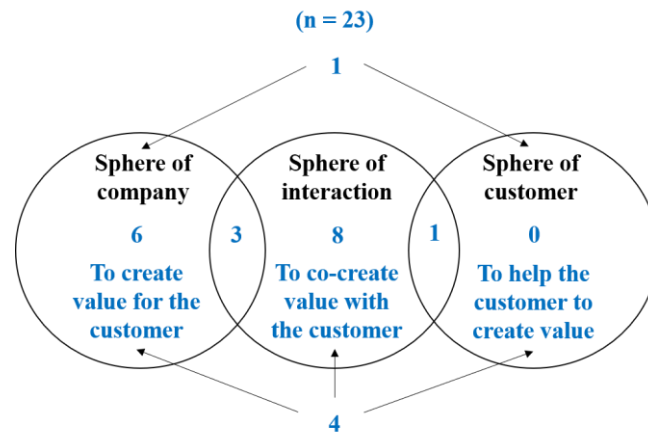 (n = 23)
1
Sphere of
company
Sphere of
interaction
Sphere of
customer
6
3
8
1
0
To create
value for the
customer
To co-create
value with
the customer
To help the
customer to
create value
4